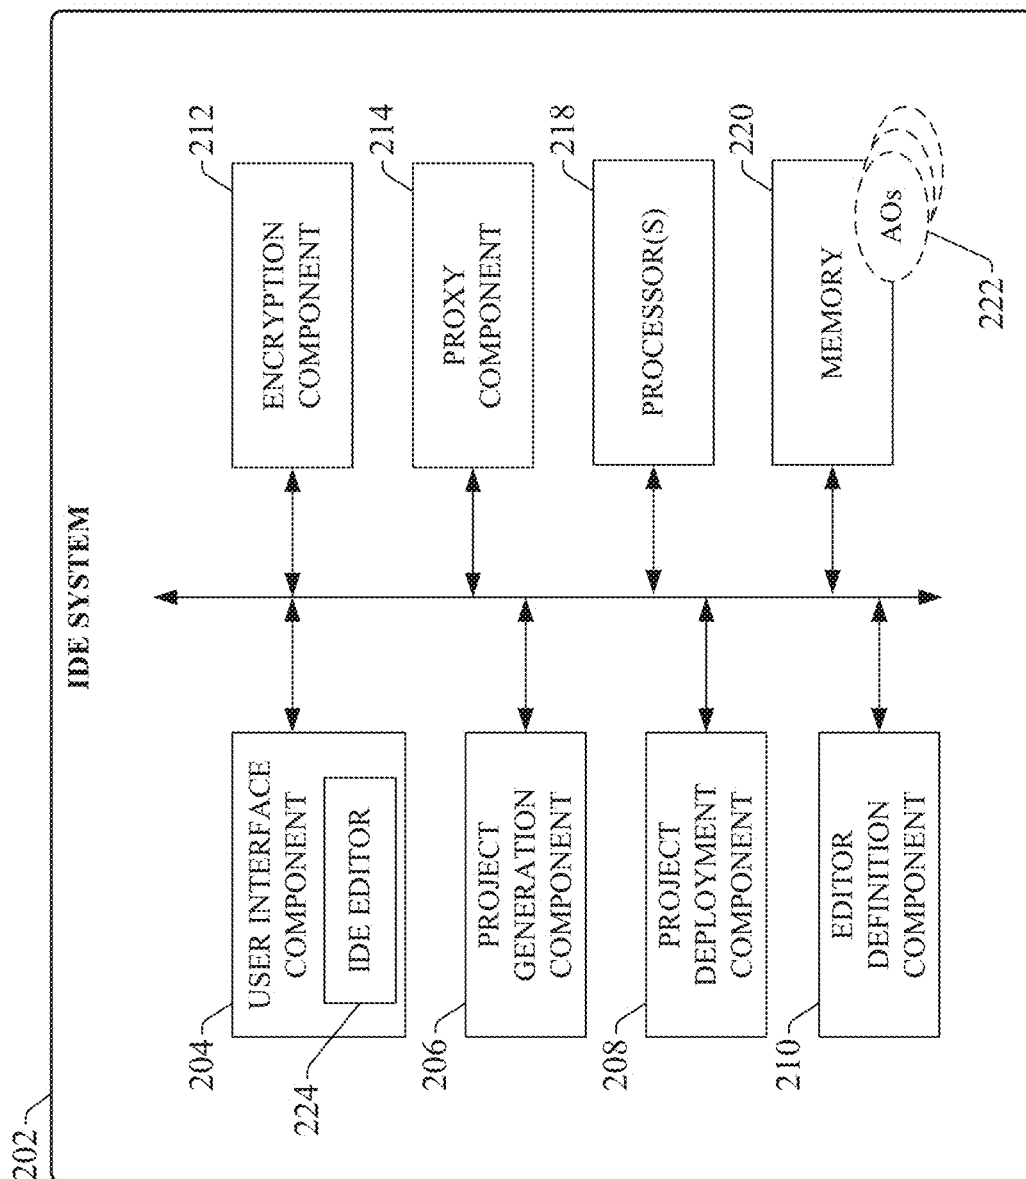 202
IDE SYSTEM
204
USER INTERFACE
COMPONENT
IDE EDITOR
224
206
PROJECT
GENERATION
COMPONENT
208
PROJECT
DEPLOYMENT
COMPONENT
210
EDITOR
DEFINITION
COMPONENT
212
ENCRYPTION
COMPONENT
214
PROXY
COMPONENT
218
PROCESSOR(S)
220
MEMORY
AOs
222